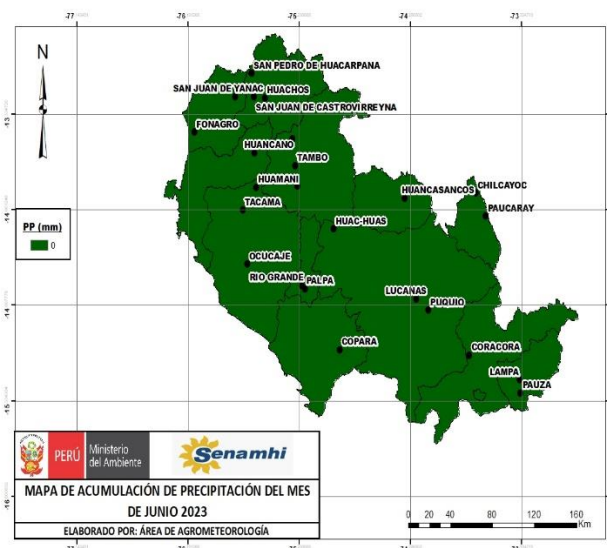 -77
-76
-75
-74
-73
N
SAN PEDRO DE HUACARPANA
SAN JUAN DE YANAC
HUACHOS
SAN JUAN DE CASTROVIRREYNA
-13
FONAGRO
HUANCANO
TAMBO
HUAMANI
HUANCASANCOS
CHILCAYOC
TACAMA
PAUCARAY
HUAC-HUAS
PP (mm)
0
OCUCAJE
RIO GRANDE
PALPA
LUCANAS
PUQUIO
-14
COPARA
CORACORA
LAMPA
PAUZA
-15
PERÚ
Ministerio
del Ambiente
Senamhi
MAPA DE ACUMULACIÓN DE PRECIPITACIÓN DEL MES
DE JUNIO 2023
ELABORADO POR: ÁREA DE AGROMETEOROLOGÍA
-16
0 20 40 80 120 160
Km